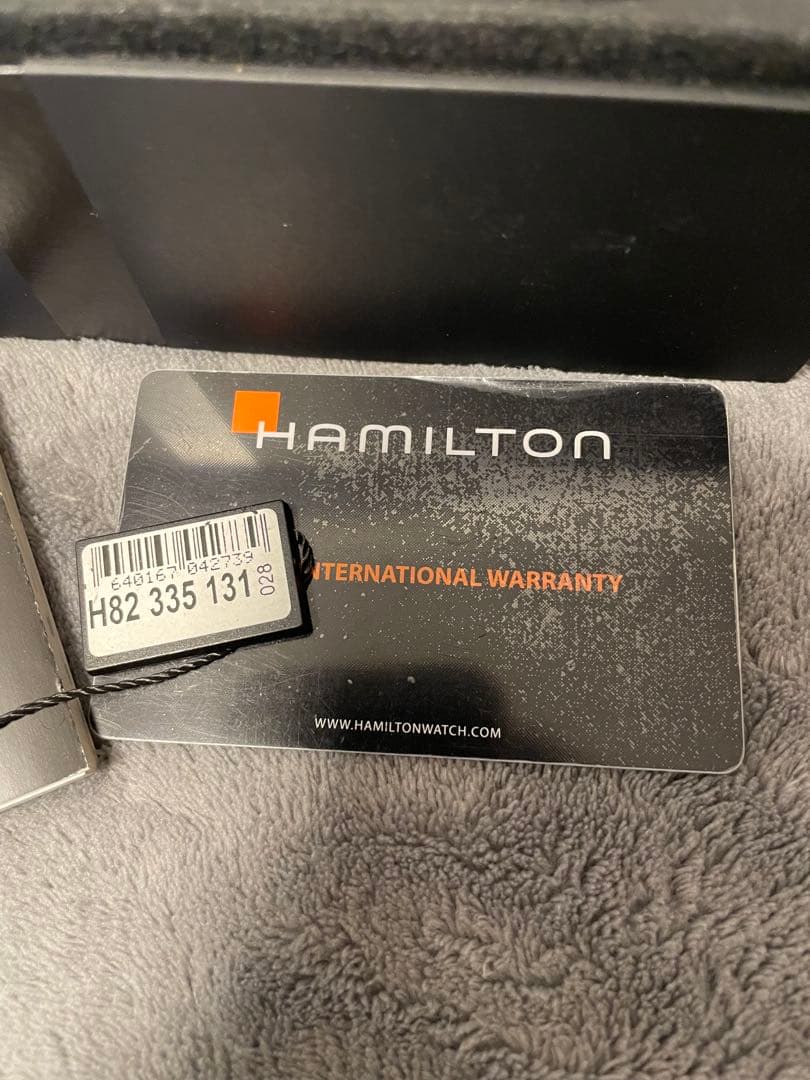 HAMILTON
INTERNATIONAL WARRANTY
640167 042739
H82 335 131
028
WWW.HAMILTONWATCH.COM